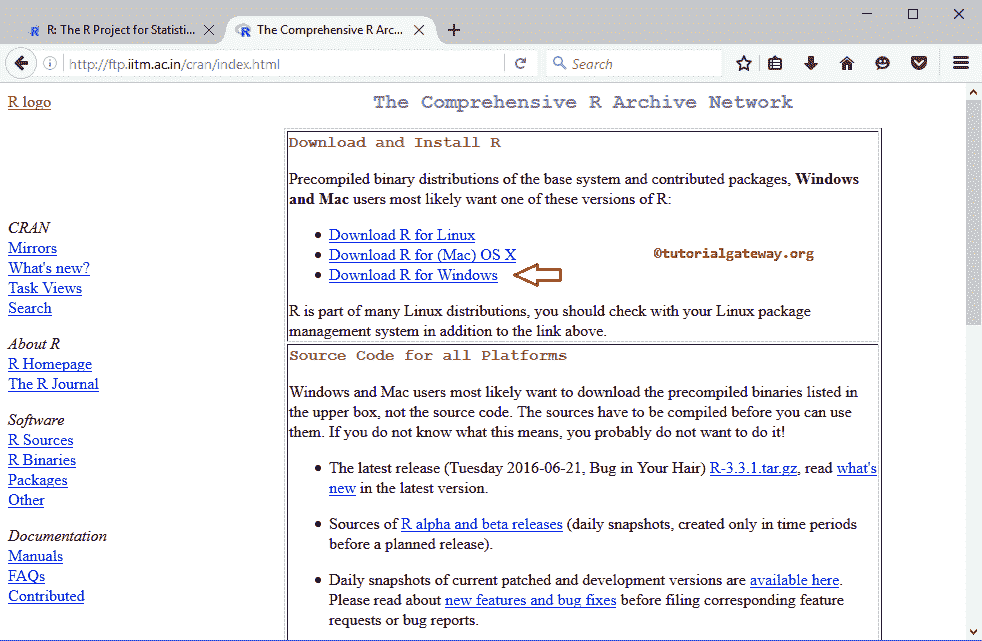 R: The R Project for Statisti...
The Comprehensive R Arc...
http://ftp.iitm.ac.in/cran/index.html
Search
R logo
CRAN
Mirrors
What's new?
Task Views
Search
About R
R Homepage
The R Journal
Software
R Sources
R Binaries
Packages
Other
Documentation
Manuals
FAQs
Contributed
The Comprehensive R Archive Network
Download and Install R
Precompiled binary distributions of the base system and contributed packages, Windows
and Mac users most likely want one of these versions of R:
Download R for Linux
Download R for (Mac) OS X
Download R for Windows
©tutorialgateway.org
R is part of many Linux distributions, you should check with your Linux package
management system in addition to the link above.
Source Code for all Platforms
Windows and Mac users most likely want to download the precompiled binaries listed in
the upper box, not the source code. The sources have to be compiled before you can use
them. If you do not know what this means, you probably do not want to do it!
The latest release (Tuesday 2016-06-21, Bug in Your Hair) R-3.3.1.tar.gz, read what's
new in the latest version.
Sources of R alpha and beta releases (daily snapshots, created only in time periods
before a planned release).
Daily snapshots of current patched and development versions are available here.
Please read about new features and bug fixes before filing corresponding feature
requests or bug reports.